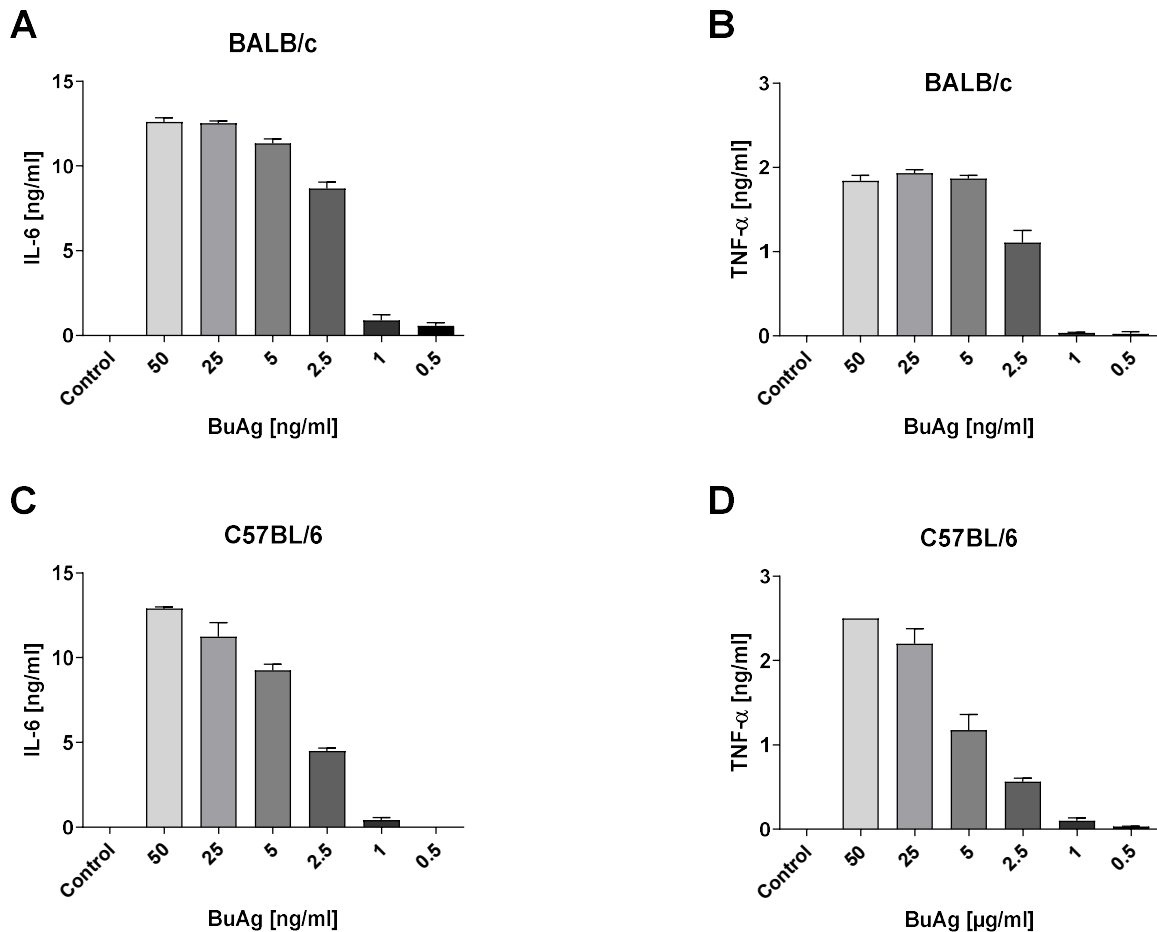 A
BALB/c
15
10
5
0
IL-6 [ng/ml]
Control 50 25 5 2.5 1 0.5
BuAg [ng/ml]
B
BALB/c
3
2
1
0
TNF-α [ng/ml]
Control 50 25 5 2.5 1 0.5
BuAg [ng/ml]
C
C57BL/6
15
10
5
0
IL-6 [ng/ml]
Control 50 25 5 2.5 1 0.5
BuAg [ng/ml]
D
C57BL/6
3
2
1
0
TNF-α [ng/ml]
Control 50 25 5 2.5 1 0.5
BuAg [µg/ml]